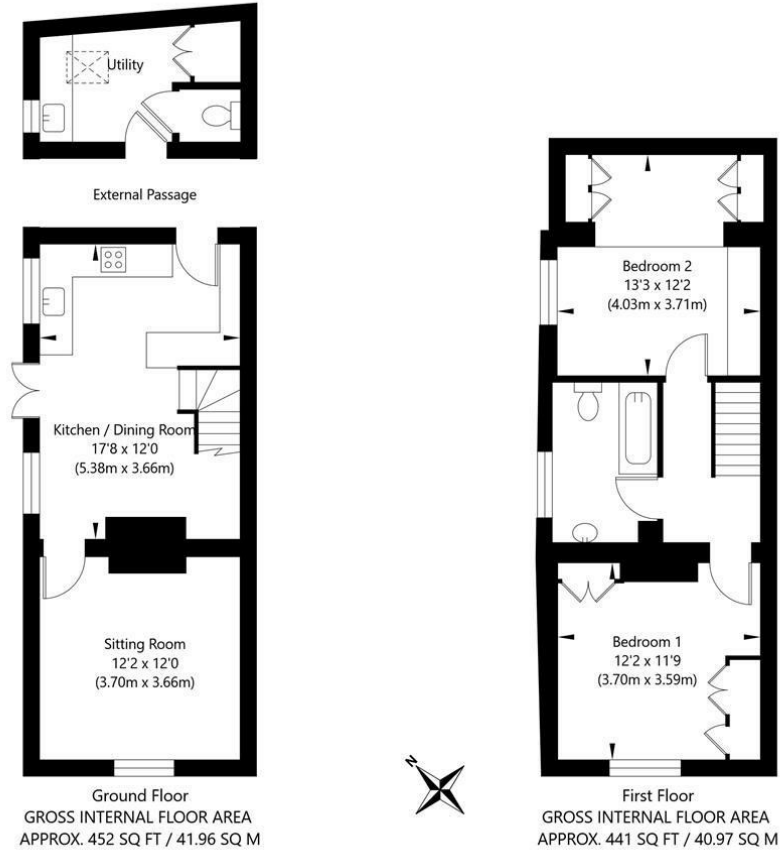 Utility
External Passage
Kitchen / Dining Room
17'8 x 12'0
(5.38m x 3.66m)
Sitting Room
12'2 x 12'0
(3.70m x 3.66m)
Ground Floor
GROSS INTERNAL FLOOR AREA
APPROX. 452 SQ FT / 41.96 SQ M
Bedroom 2
13'3 x 12'2
(4.03m x 3.71m)
Bedroom 1
12'2 x 11'9
(3.70m x 3.59m)
N
First Floor
GROSS INTERNAL FLOOR AREA
APPROX. 441 SQ FT / 40.97 SQ M